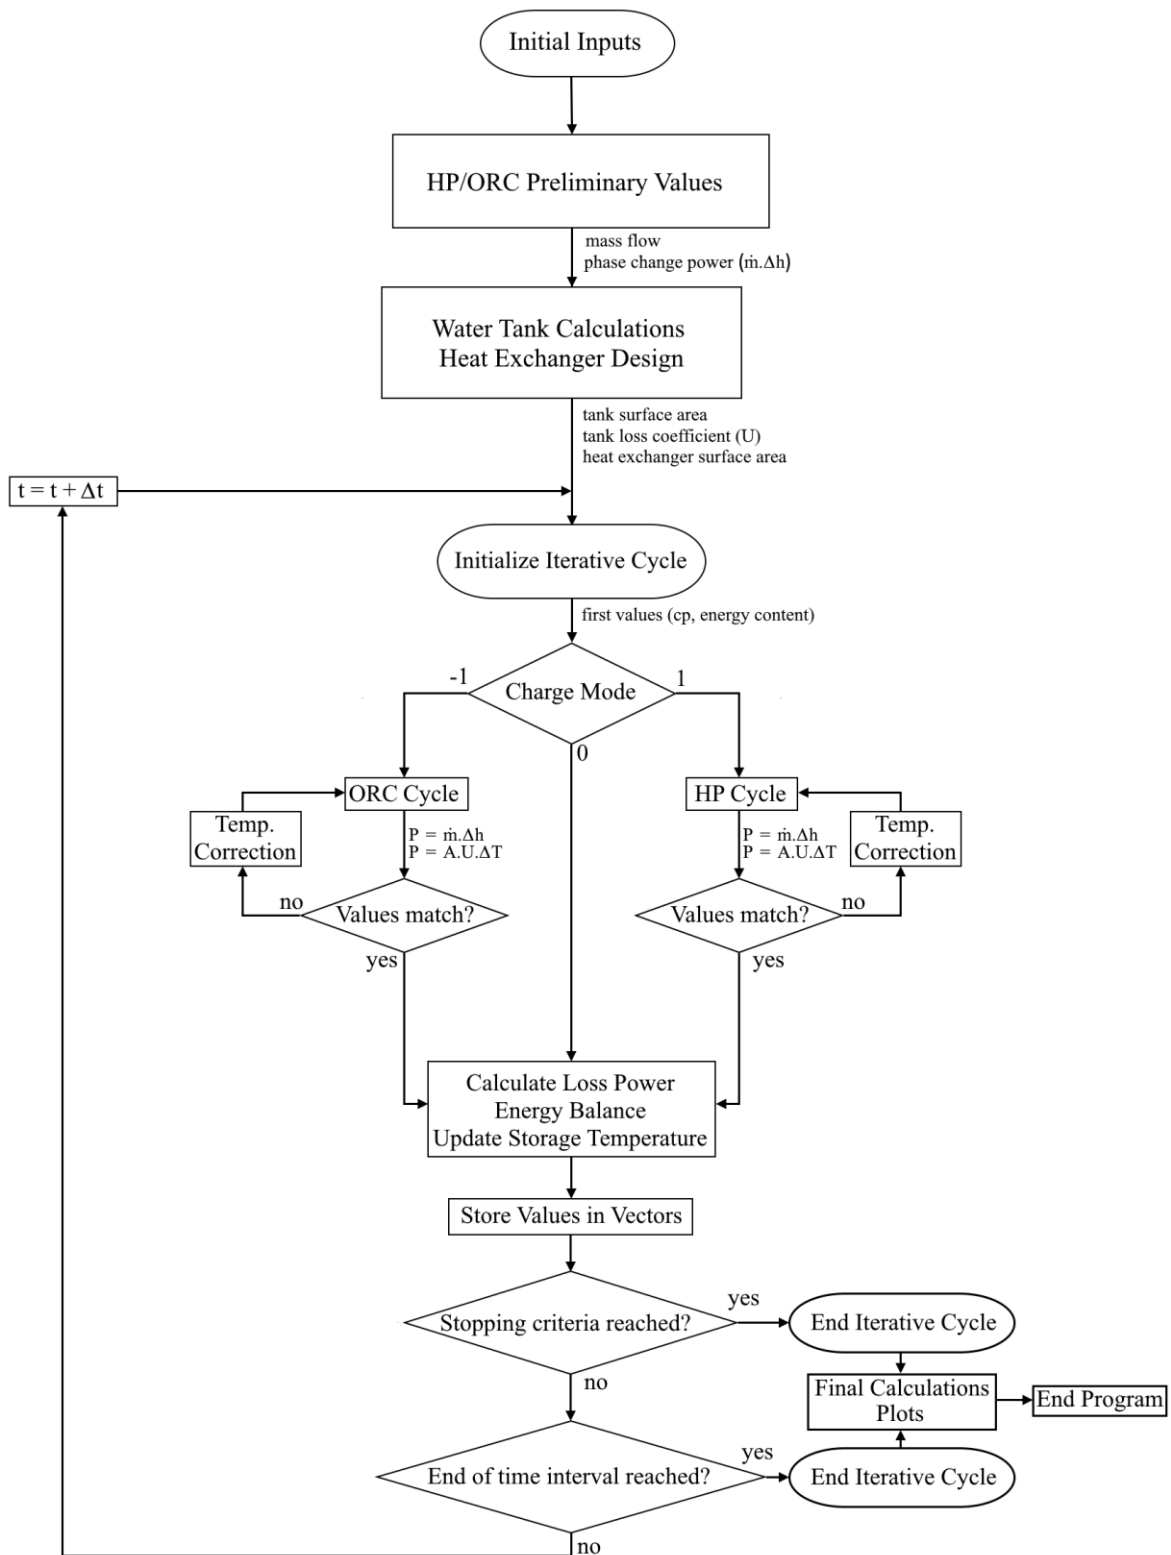 Initial Inputs
HP/ORC Preliminary Values
mass flow
phase change power (ṁ.Δh)
Water Tank Calculations
Heat Exchanger Design
tank surface area
tank loss coefficient (U)
heat exchanger surface area
t = t + Δt
Initialize Iterative Cycle
first values (cp, energy content)
-1
Charge Mode
1
0
ORC Cycle
HP Cycle
Temp.
Correction
P = ṁ.Δh
P = A.U.ΔT
P = ṁ.Δh
P = A.U.ΔT
Temp.
Correction
no
Values match?
Values match?
no
yes
yes
Calculate Loss Power
Energy Balance
Update Storage Temperature
Store Values in Vectors
Stopping criteria reached?
yes
End Iterative Cycle
no
Final Calculations
Plots
End Program
End of time interval reached?
yes
End Iterative Cycle
no